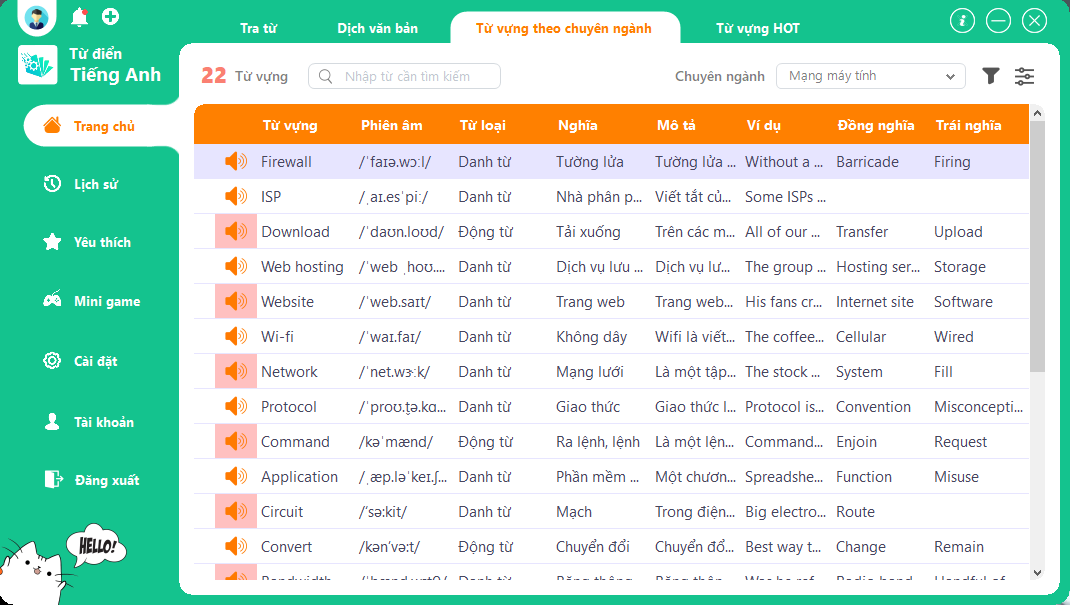 Tra từ Dịch văn bản Từ vựng theo chuyên ngành Từ vựng HOT
Từ điển
Tiếng Anh
22 Từ vựng Nhập từ cần tìm kiếm Chuyên ngành Mạng máy tính
Trang chủ
Lịch sử
Yêu thích
Mini game
Cài đặt
Tài khoản
Đăng xuất
HELLO!
Từ vựng Phiên âm Từ loại Nghĩa Mô tả Ví dụ Đồng nghĩa Trái nghĩa
Firewall /ˈfaɪə.wɔːl/ Danh từ Tường lửa Tường lửa ... Without a ... Barricade Firing
ISP /ˌaɪ.esˈpiː/ Danh từ Nhà phân p... Viết tắt củ... Some ISPs ...
Download /ˈdaʊn.loʊd/ Động từ Tải xuống Trên các m... All of our ... Transfer Upload
Web hosting /ˈweb ˌhoʊ.... Danh từ Dịch vụ lưu ... Dịch vụ lư... The group ... Hosting ser... Storage
Website /ˈweb.saɪt/ Danh từ Trang web Trang web... His fans cr... Internet site Software
Wi-fi /ˈwaɪ.faɪ/ Danh từ Không dây Wifi là viết... The coffee... Cellular Wired
Network /ˈnet.wɜːk/ Danh từ Mạng lưới Là một tập... The stock ... System Fill
Protocol /ˈproʊ.t̬ə.kɑ... Danh từ Giao thức Giao thức l... Protocol is... Convention Misconcepti...
Command /kəˈmænd/ Động từ Ra lệnh, lệnh Là một lện... Command... Enjoin Request
Application /ˌæp.ləˈkeɪ.ʃ... Danh từ Phần mềm ... Một chươn... Spreadshe... Function Misuse
Circuit /ˈsəːkit/ Danh từ Mạch Trong điện... Big electro... Route
Convert /kənˈvəːt/ Động từ Chuyển đổi Chuyển đổ... Best way t... Change Remain
Bandwidth Danh từ